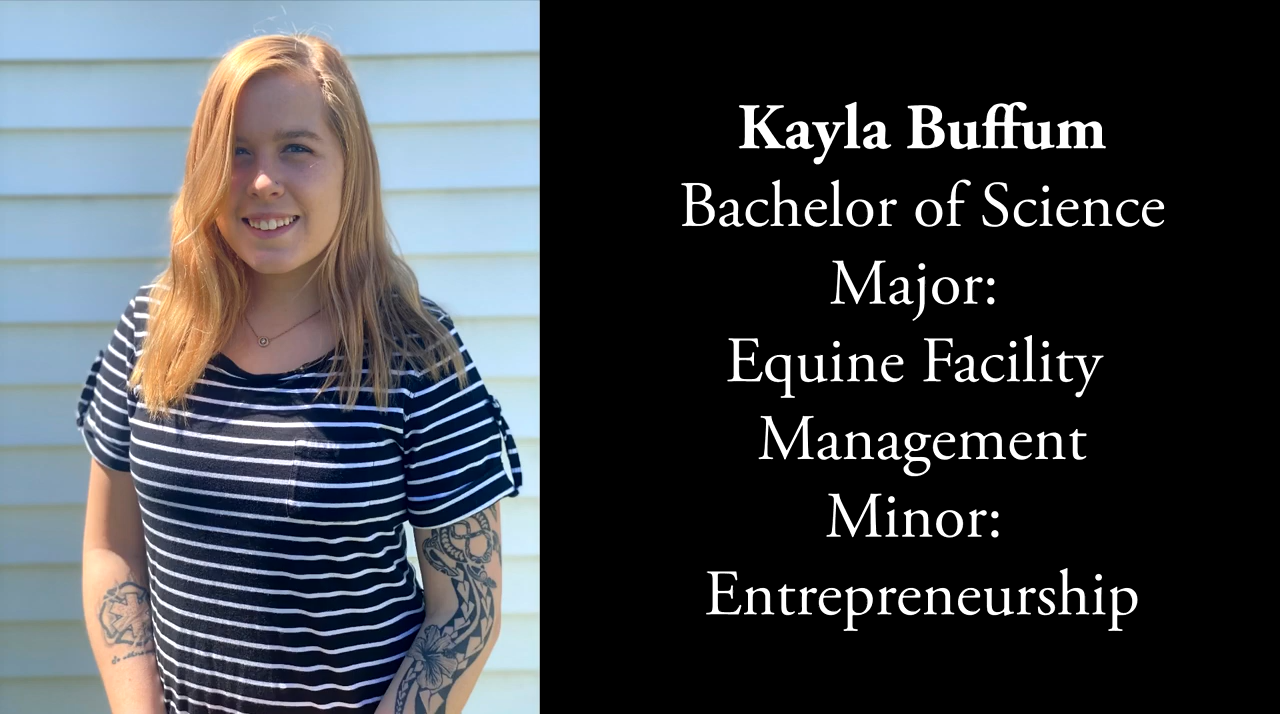 Kayla Buffum
Bachelor of Science
Major:
Equine Facility
Management
Minor:
Entrepreneurship